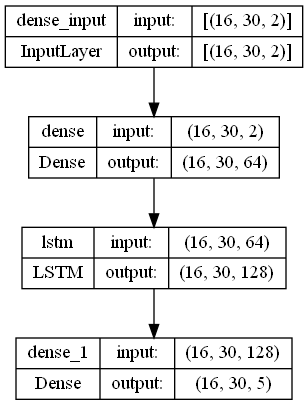 dense_input input: [(16, 30, 2)]
InputLayer output: [(16, 30, 2)]
dense input: (16, 30, 2)
Dense output: (16, 30, 64)
lstm input: (16, 30, 64)
LSTM output: (16, 30, 128)
dense_1 input: (16, 30, 128)
Dense output: (16, 30, 5)